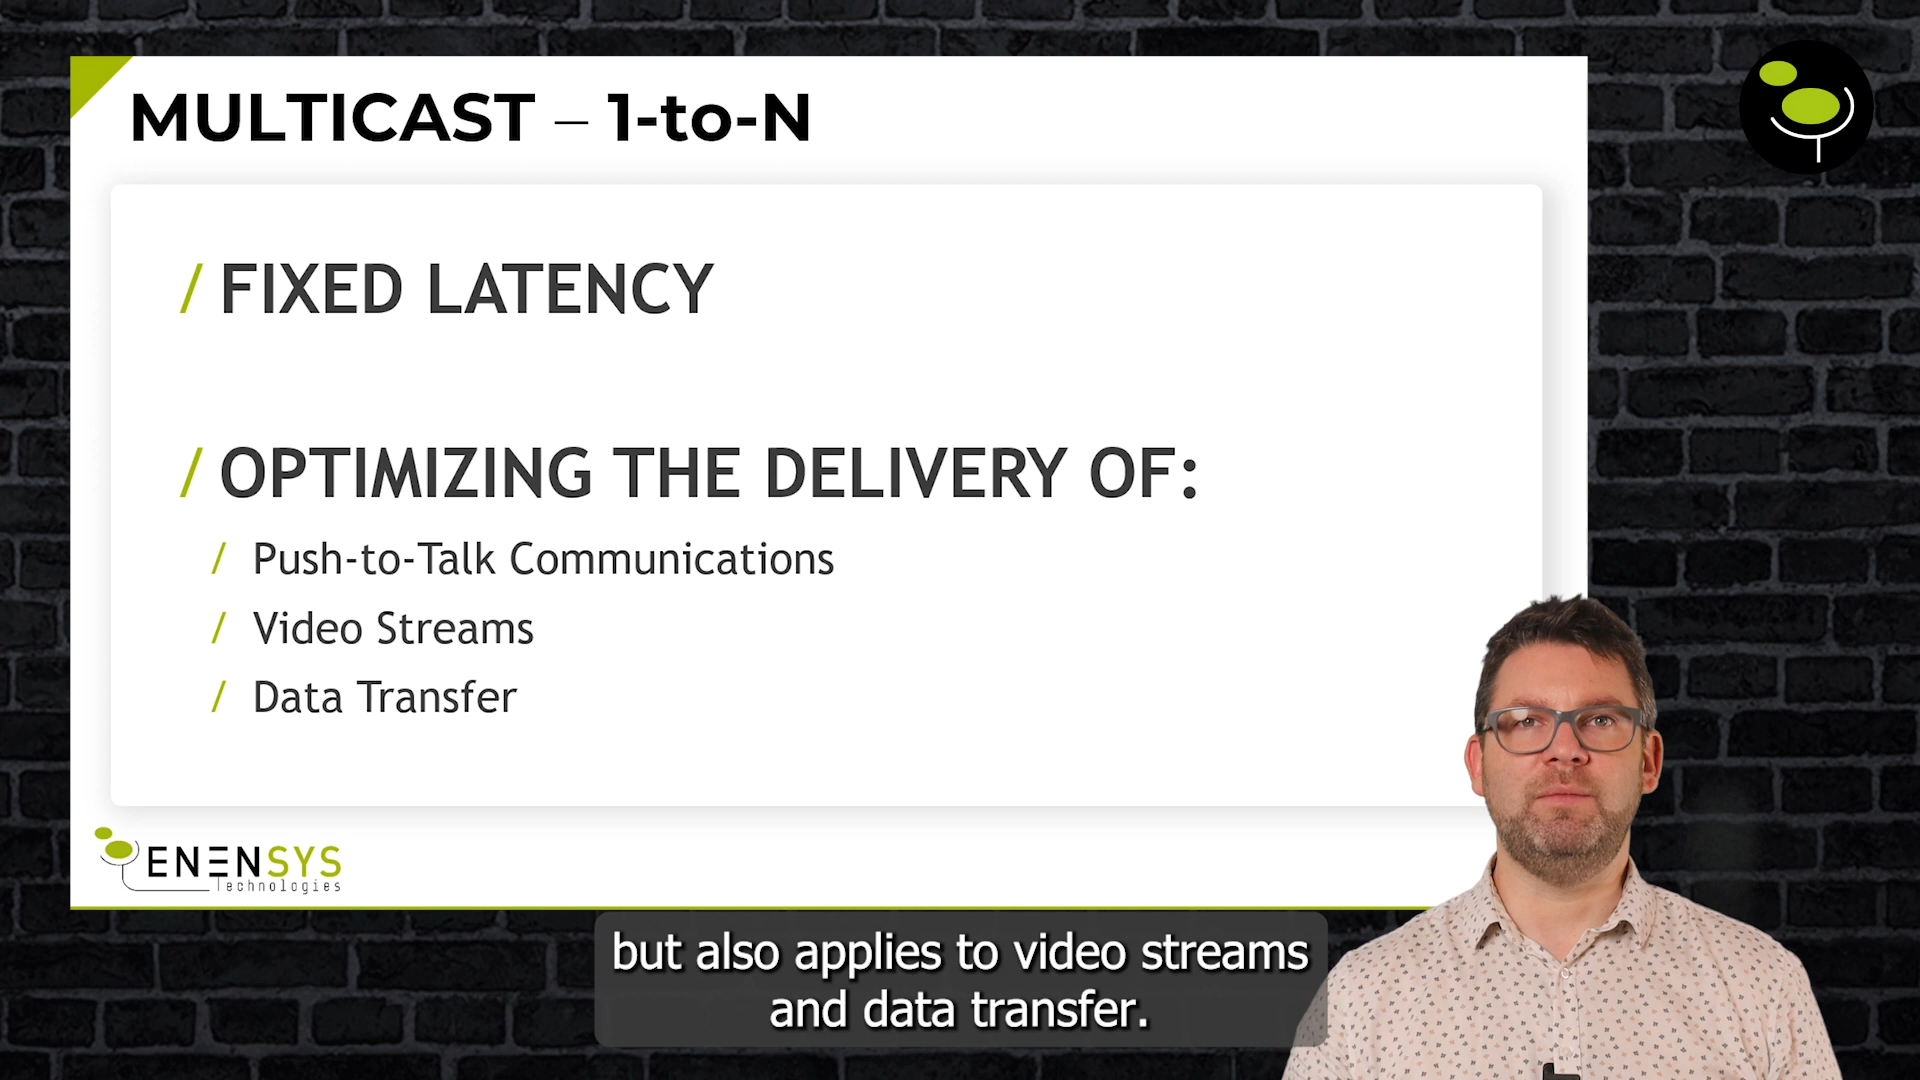 MULTICAST – 1-to-N
/ FIXED LATENCY
/ OPTIMIZING THE DELIVERY OF:
/ Push-to-Talk Communications
/ Video Streams
/ Data Transfer
ENENSYS
Technologies
but also applies to video streams
and data transfer.